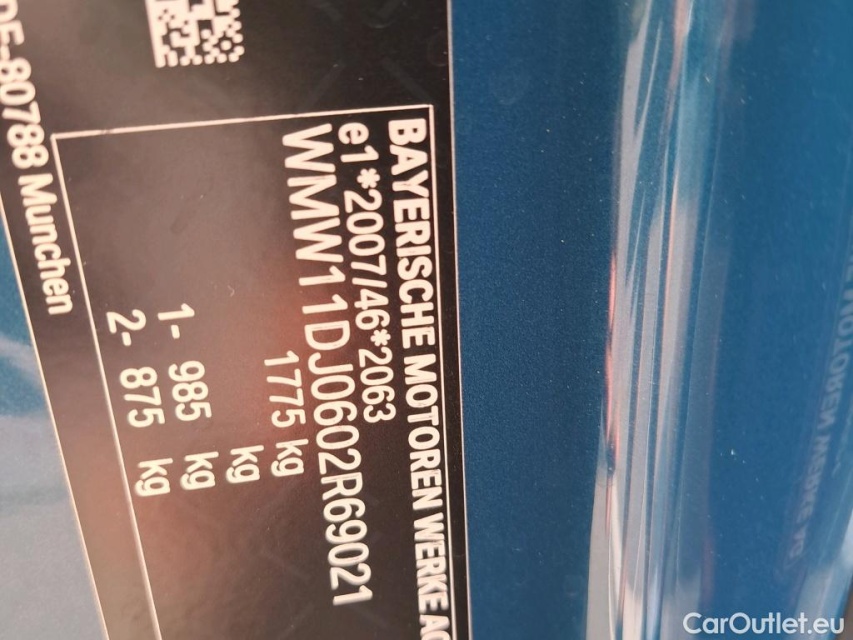 BAYERISCHE MOTOREN WERKE AG
e1*2007/46*2063
WMW11DJ0602R69021
1775 kg
kg
1- 985 kg
2- 875 kg
DE-80788 Munchen
CarOutlet.eu